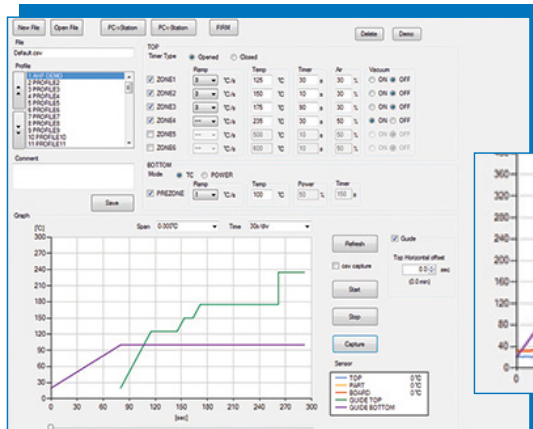 New File Open File PC->Station PC<-Station FIRM Delete Demo
File
Default.csv
Profile
1 AHF DEMO
2 PROFILE2
3 PROFILE3
4 PROFILE4
5 PROFILE5
6 PROFILE6
7 PROFILE7
8 PROFILE8
9 PROFILE9
10 PROFILE10
11 PROFILE11
Comment
Save
TOP
Timer Type Opened Closed
Ramp Temp Timer Air Vacuum
ZONE1 3 ℃/s 125 ℃ 30 s 30 % ON OFF
ZONE2 3 ℃/s 150 ℃ 10 s 30 % ON OFF
ZONE3 3 ℃/s 175 ℃ 90 s 30 % ON OFF
ZONE4 -- ℃/s 235 ℃ 30 s 50 % ON OFF
ZONE5 -- ℃/s 500 ℃ 10 s 50 % ON OFF
ZONE6 -- ℃/s 600 ℃ 10 s 50 % ON OFF
BOTTOM
Mode TC POWER
Ramp Temp Power Timer
PREZONE ℃/s 100 ℃ 50 % 150 s
Graph
Span 0-300℃ Time 30s/div
[℃]
300
270
240
210
180
150
120
90
60
30
0 30 60 90 120 150 180 210 240 270 300
[sec]
Refresh
csv capture
Start
Stop
Capture
Guide
Top Horizontal offset
0.0 sec
(0.0 min)
Sensor
TOP 0℃
PART 0℃
BOARD 0℃
GUIDE TOP
GUIDE BOTTOM
360
320
280
240
200
160
120
80
40
0
0